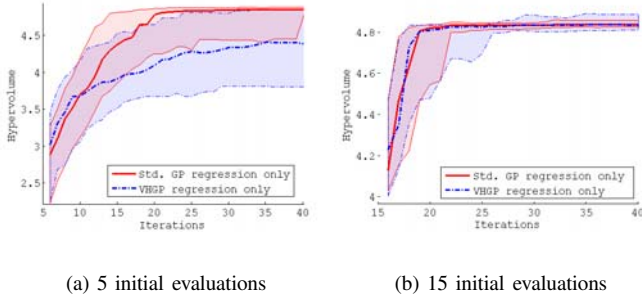 4.5
4
3.5
3
2.5
Hypervolume
5 10 15 20 25 30 35 40
Iterations
Std. GP regression only
VHGP regression only
4.8
4.6
4.4
4.2
4
Hypervolume
15 20 25 30 35 40
Iterations
Std. GP regression only
VHGP regression only
(a) 5 initial evaluations
(b) 15 initial evaluations